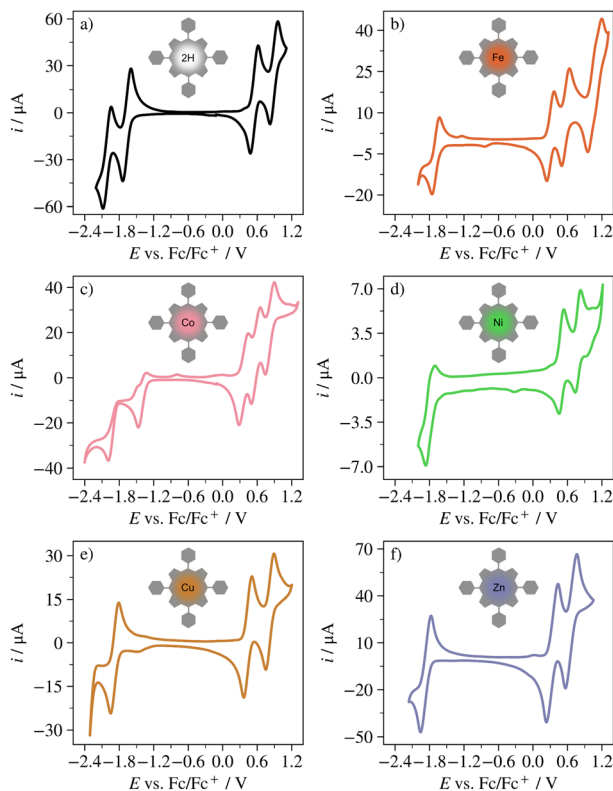 a)
2H
60
30
0
−30
−60
i / μA
−2.4 −1.8 −1.2 −0.6 0.0 0.6 1.2
E vs. Fc/Fc⁺ / V
b)
Fe
40
25
10
−5
−20
i / μA
−2.4 −1.8 −1.2 −0.6 0.0 0.6 1.2
E vs. Fc/Fc⁺ / V
c)
Co
40
20
0
−20
−40
i / μA
−2.4 −1.8 −1.2 −0.6 0.0 0.6 1.2
E vs. Fc/Fc⁺ / V
d)
Ni
7.0
3.5
0.0
−3.5
−7.0
i / μA
−2.4 −1.8 −1.2 −0.6 0.0 0.6 1.2
E vs. Fc/Fc⁺ / V
e)
Cu
30
15
0
−15
−30
i / μA
−2.4 −1.8 −1.2 −0.6 0.0 0.6 1.2
E vs. Fc/Fc⁺ / V
f)
Zn
70
40
10
−20
−50
i / μA
−2.4 −1.8 −1.2 −0.6 0.0 0.6 1.2
E vs. Fc/Fc⁺ / V